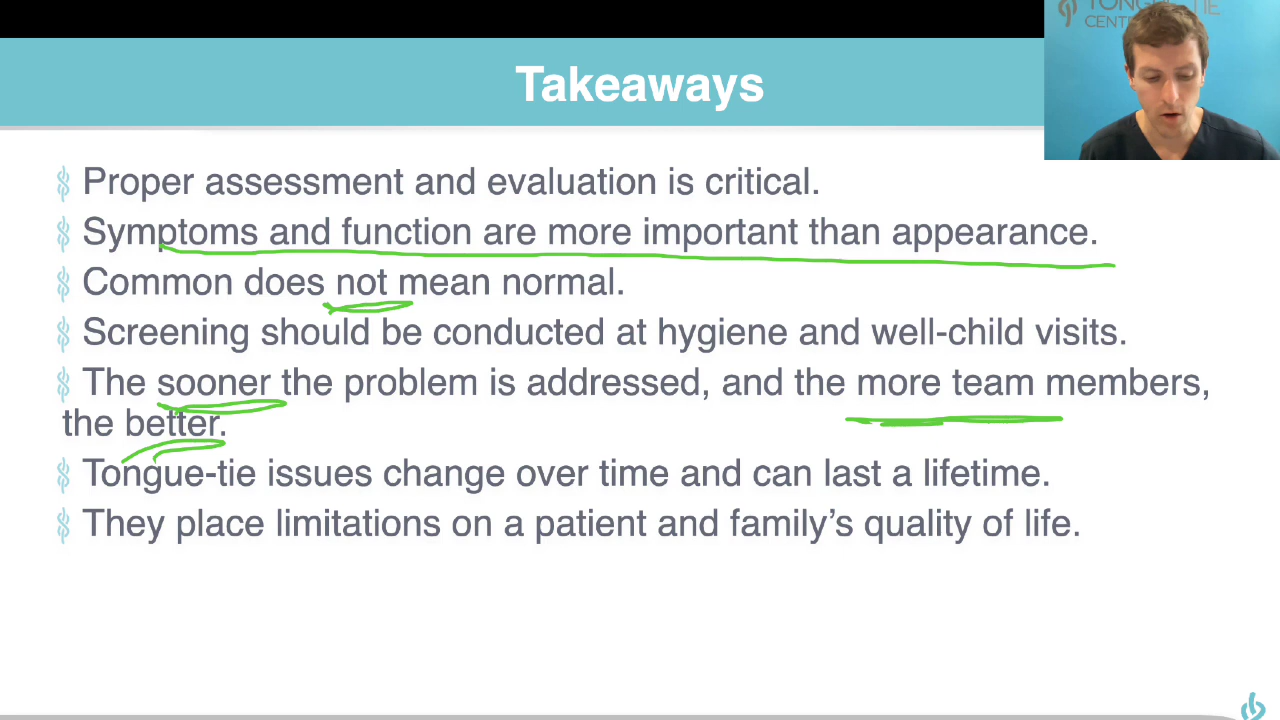 TONGUE-TIE
CENT
Takeaways
Proper assessment and evaluation is critical.
Symptoms and function are more important than appearance.
Common does not mean normal.
Screening should be conducted at hygiene and well-child visits.
The sooner the problem is addressed, and the more team members,
the better.
Tongue-tie issues change over time and can last a lifetime.
They place limitations on a patient and family’s quality of life.